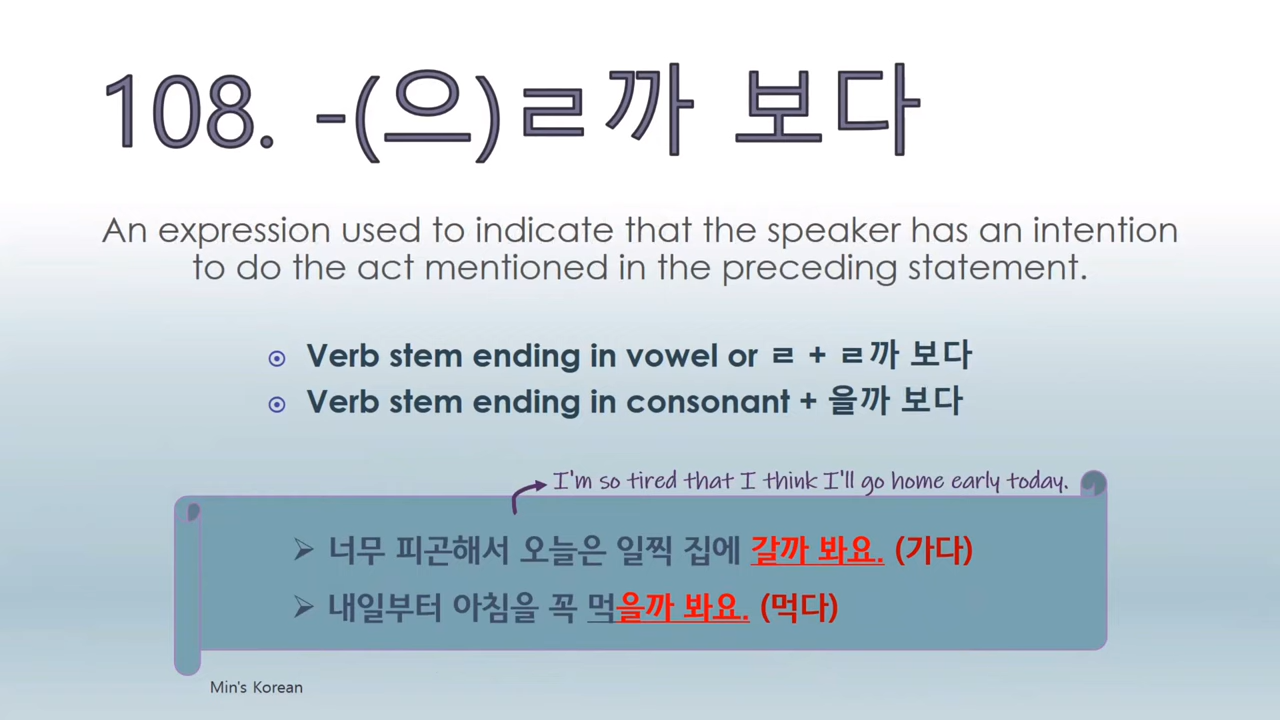 108. -(으)ㄹ까 보다
An expression used to indicate that the speaker has an intention
to do the act mentioned in the preceding statement.
Verb stem ending in vowel or ㄹ + ㄹ까 보다
Verb stem ending in consonant + 을까 보다
I'm so tired that I think I'll go home early today.
너무 피곤해서 오늘은 일찍 집에 갈까 봐요. (가다)
내일부터 아침을 꼭 먹을까 봐요. (먹다)
Min's Korean